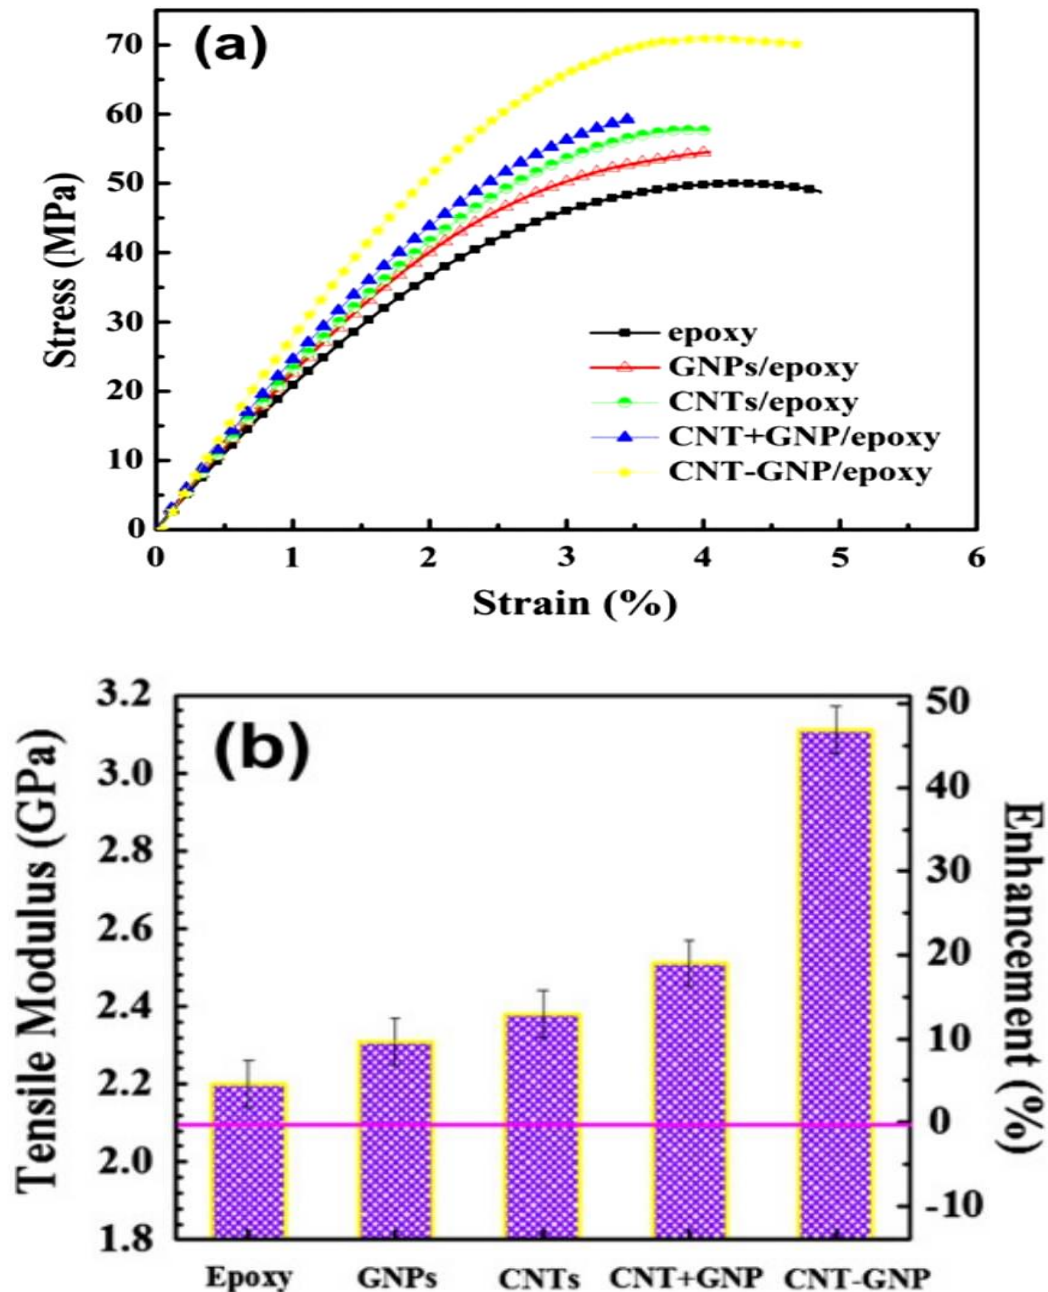 (a)
Stress (MPa)
70
60
50
40
30
20
10
0
epoxy
GNPs/epoxy
CNTs/epoxy
CNT+GNP/epoxy
CNT-GNP/epoxy
0 1 2 3 4 5 6
Strain (%)
(b)
Tensile Modulus (GPa)
3.2
3.0
2.8
2.6
2.4
2.2
2.0
1.8
50
40
30
20
10
0
-10
Enhancement (%)
Epoxy GNPs CNTs CNT+GNP CNT-GNP